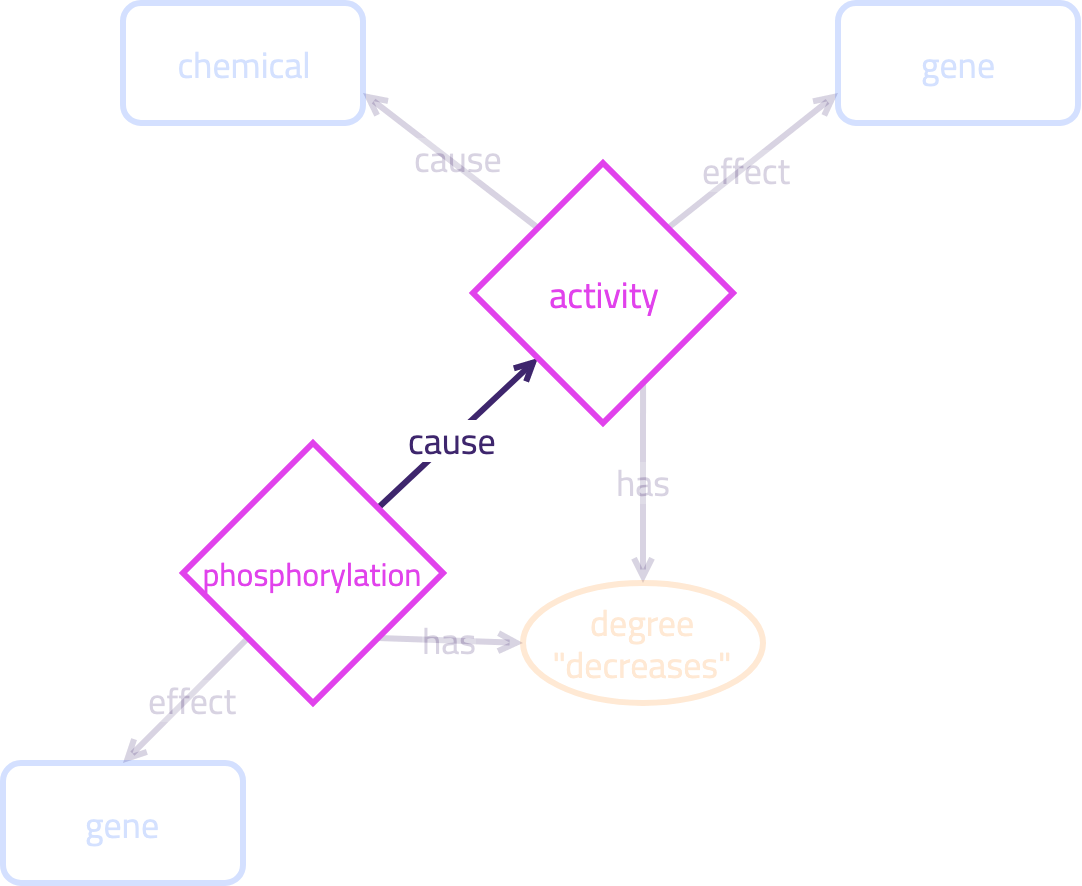 chemical
gene
cause
effect
activity
cause
has
phosphorylation
degree
"decreases"
has
effect
gene